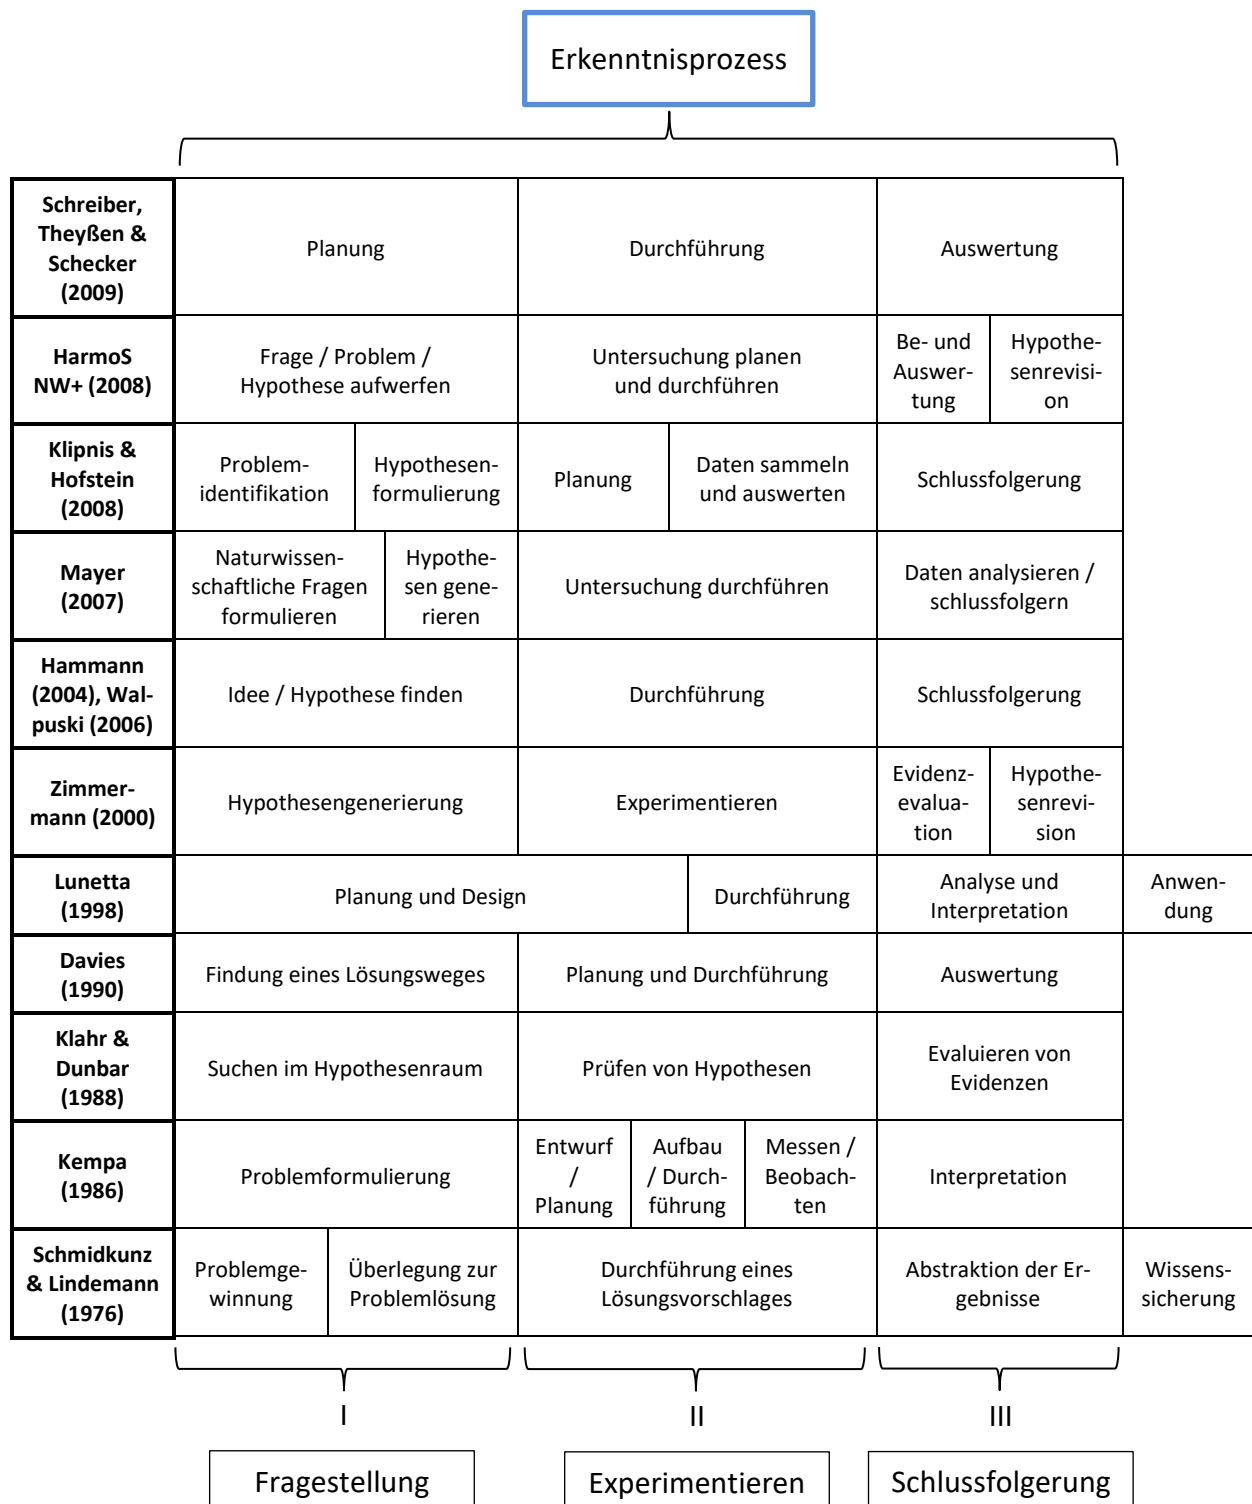 Erkenntnisprozess
Schreiber,
Theyßen &
Schecker
(2009)
Planung
Durchführung
Auswertung
HarmoS
NW+ (2008)
Frage / Problem /
Hypothese aufwerfen
Untersuchung planen
und durchführen
Be- und
Auswer-
tung
Hypothe-
senrevisi-
on
Klipnis &
Hofstein
(2008)
Problem-
identifikation
Hypothesen-
formulierung
Planung
Daten sammeln
und auswerten
Schlussfolgerung
Mayer
(2007)
Naturwissen-
schaftliche Fragen
formulieren
Hypothe-
sen gene-
rieren
Untersuchung durchführen
Daten analysieren /
schlussfolgern
Hammann
(2004), Wal-
puski (2006)
Idee / Hypothese finden
Durchführung
Schlussfolgerung
Zimmer-
mann (2000)
Hypothesengenerierung
Experimentieren
Evidenz-
evalua-
tion
Hypothe-
senrevi-
sion
Lunetta
(1998)
Planung und Design
Durchführung
Analyse und
Interpretation
Anwen-
dung
Davies
(1990)
Findung eines Lösungsweges
Planung und Durchführung
Auswertung
Klahr &
Dunbar
(1988)
Suchen im Hypothesenraum
Prüfen von Hypothesen
Evaluieren von
Evidenzen
Kempa
(1986)
Problemformulierung
Entwurf
/
Planung
Aufbau
/ Durch-
führung
Messen /
Beobach-
ten
Interpretation
Schmidkunz
& Lindemann
(1976)
Problemge-
winnung
Überlegung zur
Problemlösung
Durchführung eines
Lösungsvorschlages
Abstraktion der Er-
gebnisse
Wissens-
sicherung
I
II
III
Fragestellung
Experimentieren
Schlussfolgerung